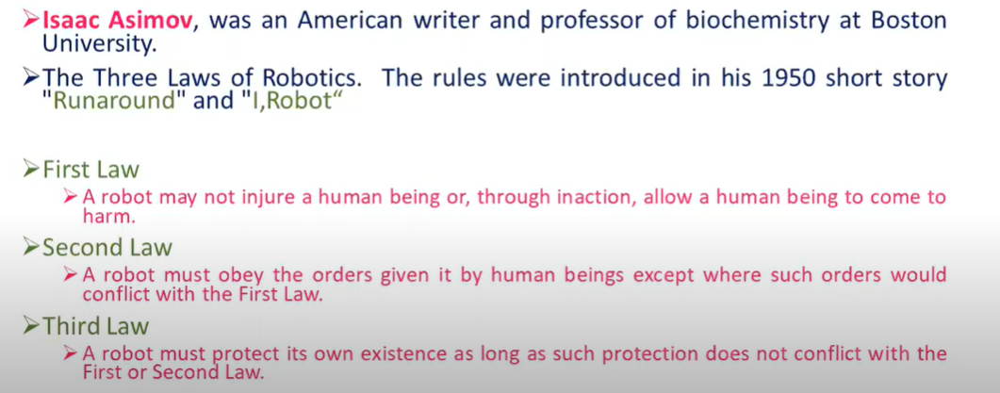 ➢Isaac Asimov, was an American writer and professor of biochemistry at Boston
University.
➢The Three Laws of Robotics. The rules were introduced in his 1950 short story
"Runaround" and "I,Robot“
➢First Law
➢A robot may not injure a human being or, through inaction, allow a human being to come to
harm.
➢Second Law
➢A robot must obey the orders given it by human beings except where such orders would
conflict with the First Law.
➢Third Law
➢A robot must protect its own existence as long as such protection does not conflict with the
First or Second Law.